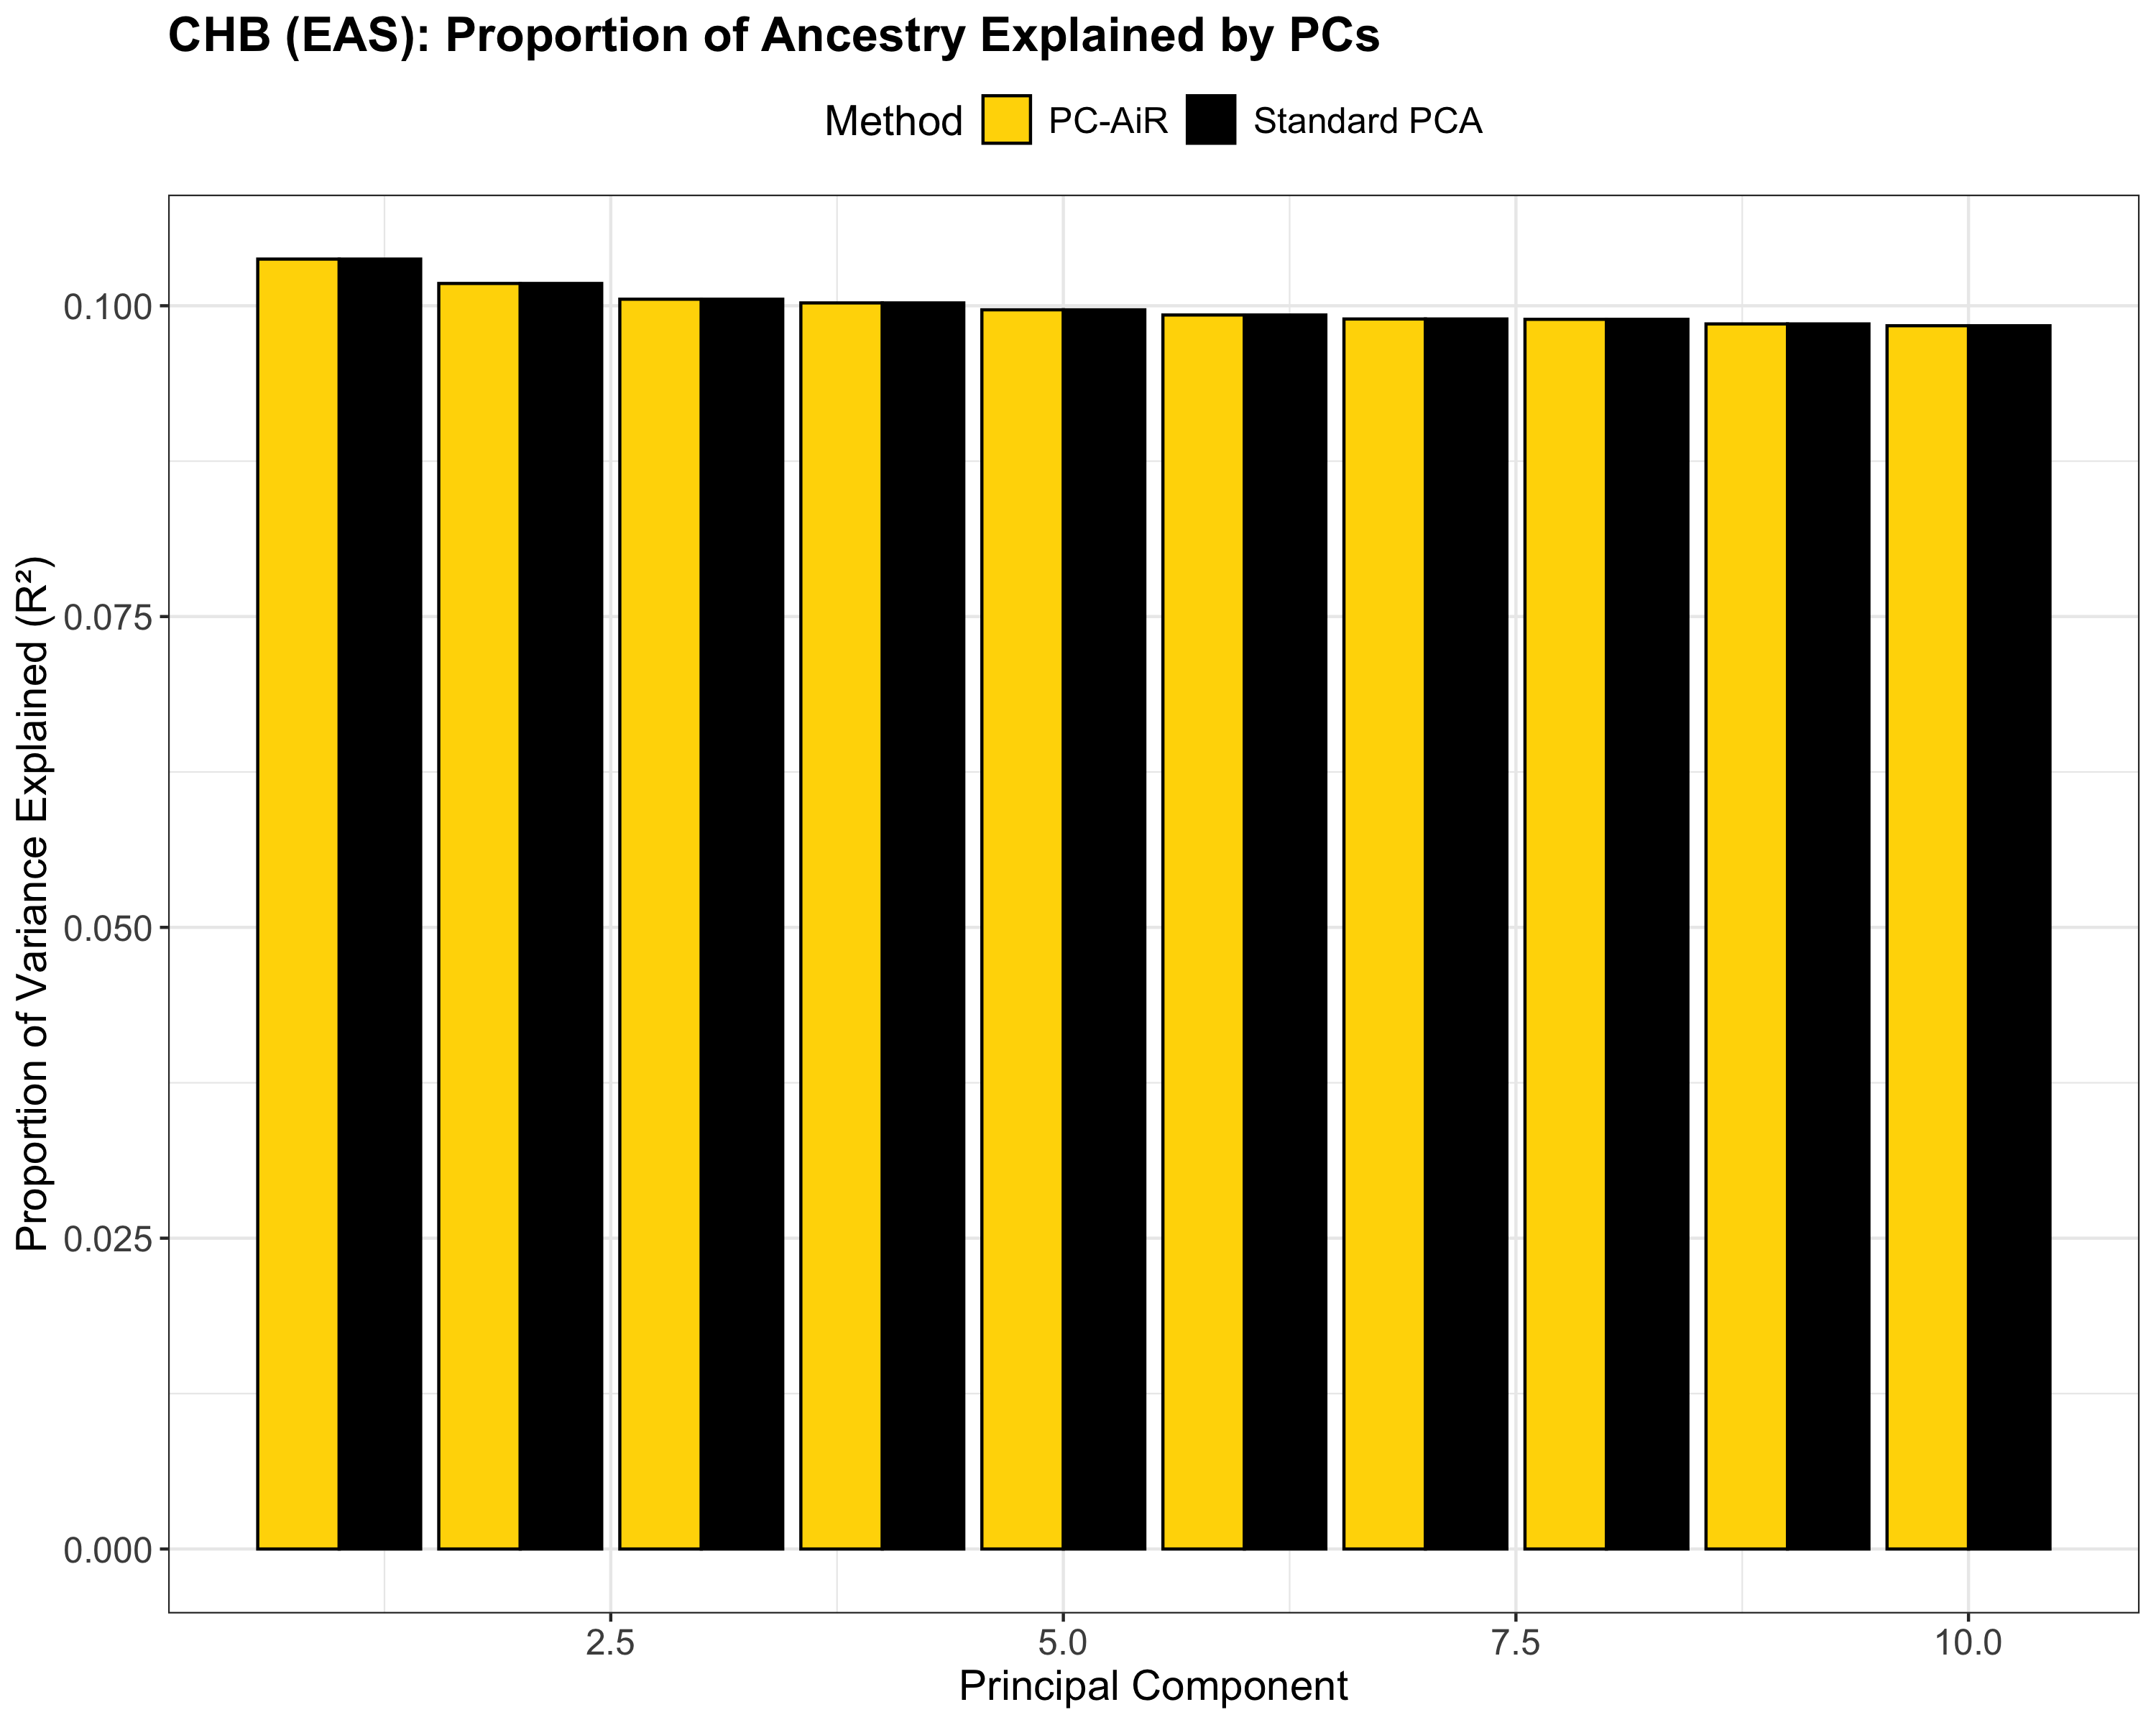 CHB (EAS): Proportion of Ancestry Explained by PCs
Method PC-AiR Standard PCA
Proportion of Variance Explained (R²)
0.100
0.075
0.050
0.025
0.000
2.5 5.0 7.5 10.0
Principal Component